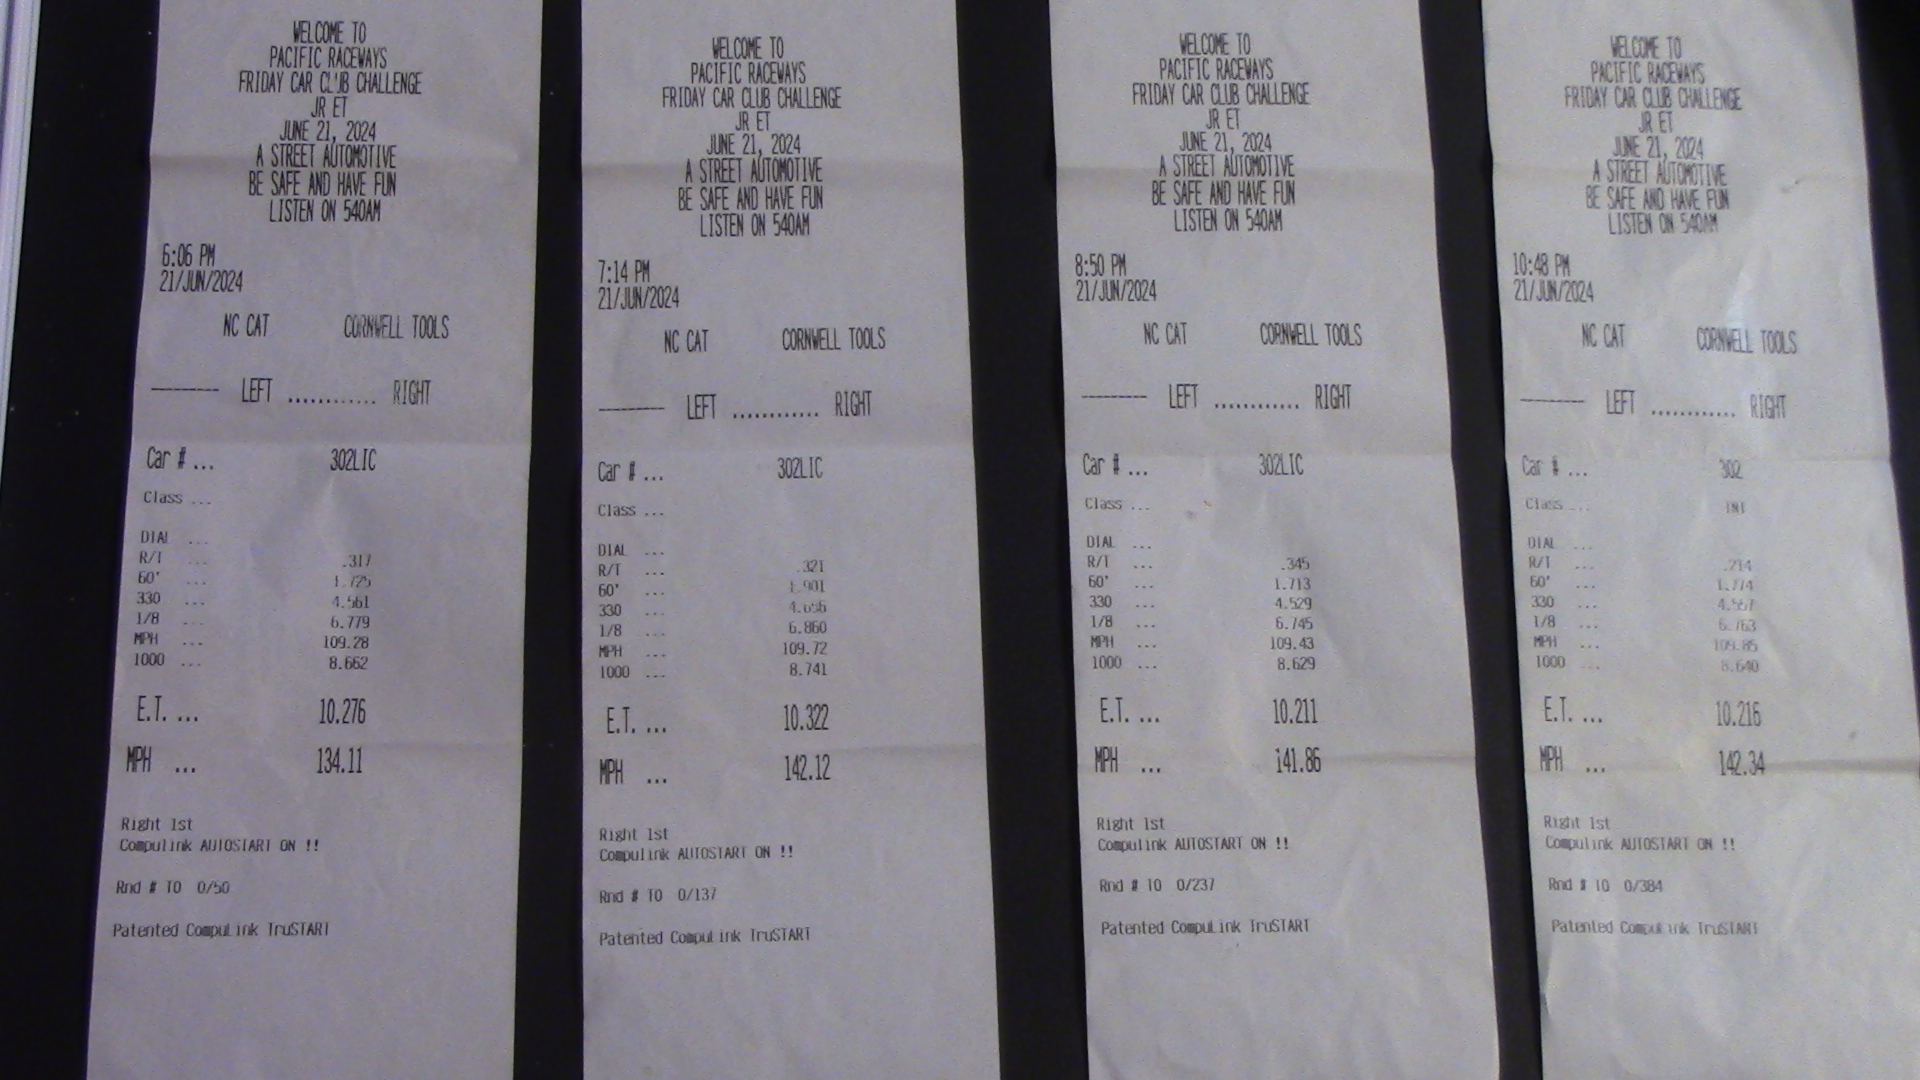 WELCOME TO
PACIFIC RACEWAYS
FRIDAY CAR CLUB CHALLENGE
JR ET
JUNE 21, 2024
A STREET AUTOMOTIVE
BE SAFE AND HAVE FUN
LISTEN ON 540AM
6:06 PM
21/JUN/2024
NC CAT CORNWELL TOOLS
--------- LEFT ............ RIGHT
Car # ... 302LIC
Class ...
DIAL ...
R/T ... .317
60' ... 1.725
330 ... 4.561
1/8 ... 6.779
MPH ... 109.28
1000 ... 8.662
E.T. ... 10.276
MPH ... 134.11
Right 1st
CompuLink AUTOSTART ON !!
Rnd # TO 0/50
Patented CompuLink TruSTART
WELCOME TO
PACIFIC RACEWAYS
FRIDAY CAR CLUB CHALLENGE
JR ET
JUNE 21, 2024
A STREET AUTOMOTIVE
BE SAFE AND HAVE FUN
LISTEN ON 540AM
7:14 PM
21/JUN/2024
NC CAT CORNWELL TOOLS
--------- LEFT ............ RIGHT
Car # ... 302LIC
Class ...
DIAL ...
R/T ... .321
60' ... 1.901
330 ...
1/8 ... 6.860
MPH ... 109.72
1000 ... 8.741
E.T. ... 10.322
MPH ... 142.12
Right 1st
CompuLink AUTOSTART ON !!
Rnd # TO 0/137
Patented CompuLink TruSTART
WELCOME TO
PACIFIC RACEWAYS
FRIDAY CAR CLUB CHALLENGE
JR ET
JUNE 21, 2024
A STREET AUTOMOTIVE
BE SAFE AND HAVE FUN
LISTEN ON 540AM
8:50 PM
21/JUN/2024
NC CAT CORNWELL TOOLS
--------- LEFT ............ RIGHT
Car # ... 302LIC
Class ...
DIAL ...
R/T ... .345
60' ... 1.713
330 ... 4.529
1/8 ... 6.745
MPH ... 109.43
1000 ... 8.629
E.T. ... 10.211
MPH ... 141.86
Right 1st
CompuLink AUTOSTART ON !!
Rnd # TO 0/237
Patented CompuLink TruSTART
WELCOME TO
PACIFIC RACEWAYS
FRIDAY CAR CLUB CHALLENGE
JR ET
JUNE 21, 2024
A STREET AUTOMOTIVE
BE SAFE AND HAVE FUN
LISTEN ON 540AM
10:48 PM
21/JUN/2024
NC CAT CORNWELL TOOLS
--------- LEFT ............ RIGHT
Car # ... 302
Class ...
DIAL ...
R/T ...
60' ... 1.774
330 ...
1/8 ... 6.763
MPH ... 109.85
1000 ... 8.640
E.T. ... 10.216
MPH ... 142.34
Right 1st
CompuLink AUTOSTART ON !!
Rnd # TO 0/384
Patented CompuLink TruSTART